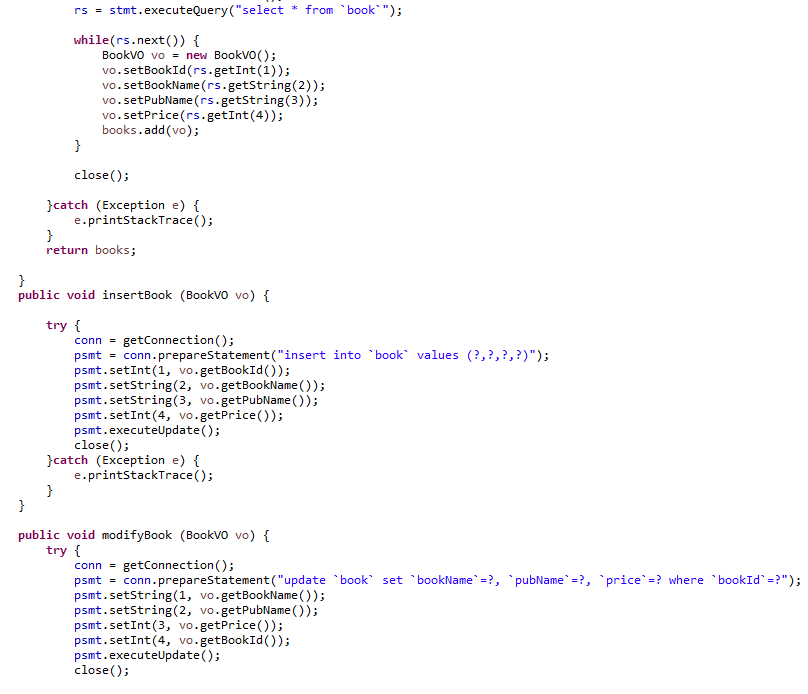 rs = stmt.executeQuery("select * from `book`");
while(rs.next()) {
BookVO vo = new BookVO();
vo.setBookId(rs.getInt(1));
vo.setBookName(rs.getString(2));
vo.setPubName(rs.getString(3));
vo.setPrice(rs.getInt(4));
books.add(vo);
}
close();
}catch (Exception e) {
e.printStackTrace();
}
return books;
}
public void insertBook (BookVO vo) {
try {
conn = getConnection();
psmt = conn.prepareStatement("insert into `book` values (?,?,?,?)");
psmt.setInt(1, vo.getBookId());
psmt.setString(2, vo.getBookName());
psmt.setString(3, vo.getPubName());
psmt.setInt(4, vo.getPrice());
psmt.executeUpdate();
close();
}catch (Exception e) {
e.printStackTrace();
}
}
public void modifyBook (BookVO vo) {
try {
conn = getConnection();
psmt = conn.prepareStatement("update `book` set `bookName`=?, `pubName`=?, `price`=? where `bookId`=?");
psmt.setString(1, vo.getBookName());
psmt.setString(2, vo.getPubName());
psmt.setInt(3, vo.getPrice());
psmt.setInt(4, vo.getBookId());
psmt.executeUpdate();
close();